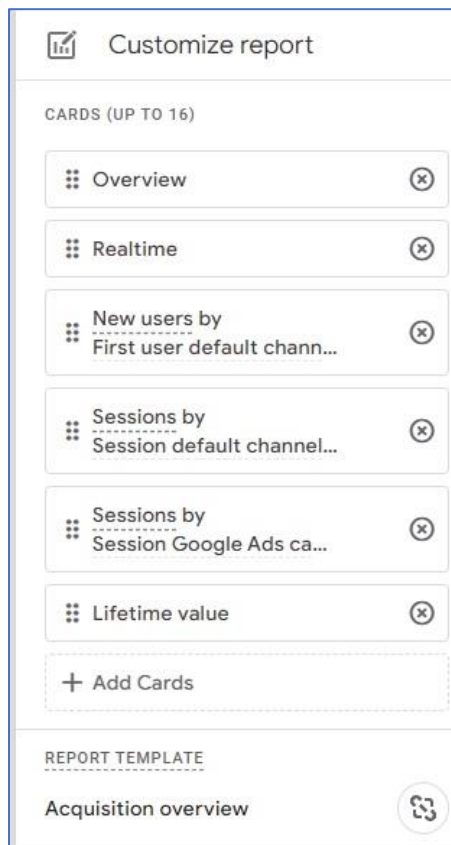 Customize report
CARDS (UP TO 16)
Overview
Realtime
New users by
First user default chann...
Sessions by
Session default channel...
Sessions by
Session Google Ads ca...
Lifetime value
+ Add Cards
REPORT TEMPLATE
Acquisition overview